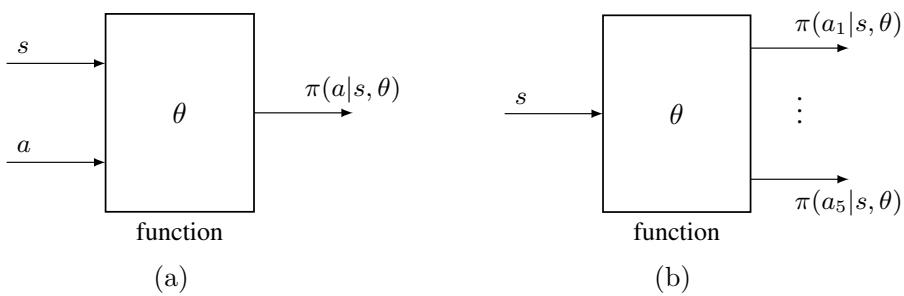 s
a
θ
π(a|s, θ)
function
(a)
s
θ
π(a₁|s, θ)
⋮
π(a₅|s, θ)
function
(b)